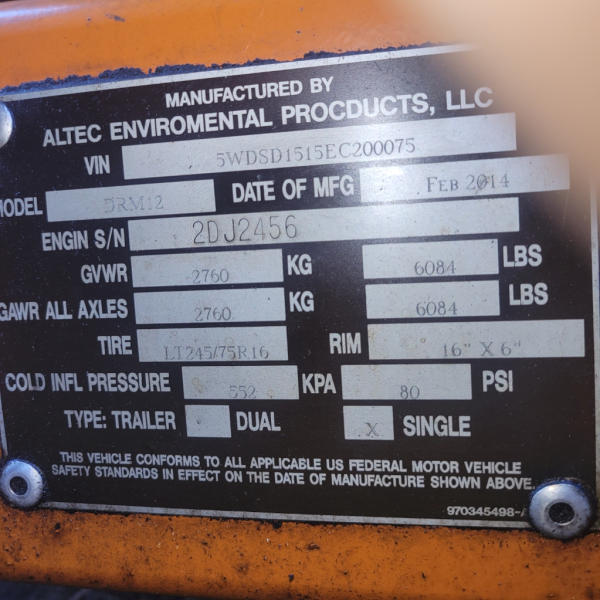 MANUFACTURED BY
ALTEC ENVIROMENTAL PROCDUCTS, LLC
VIN 5WDSD1515EC200075
MODEL DRM12 DATE OF MFG FEB 2014
ENGIN S/N 2DJ2456
GVWR 2760 KG 6084 LBS
GAWR ALL AXLES 2760 KG 6084 LBS
TIRE LT245/75R16 RIM 16" X 6"
COLD INFL PRESSURE 552 KPA 80 PSI
TYPE: TRAILER DUAL X SINGLE
THIS VEHICLE CONFORMS TO ALL APPLICABLE US FEDERAL MOTOR VEHICLE
SAFETY STANDARDS IN EFFECT ON THE DATE OF MANUFACTURE SHOWN ABOVE.
970345498-